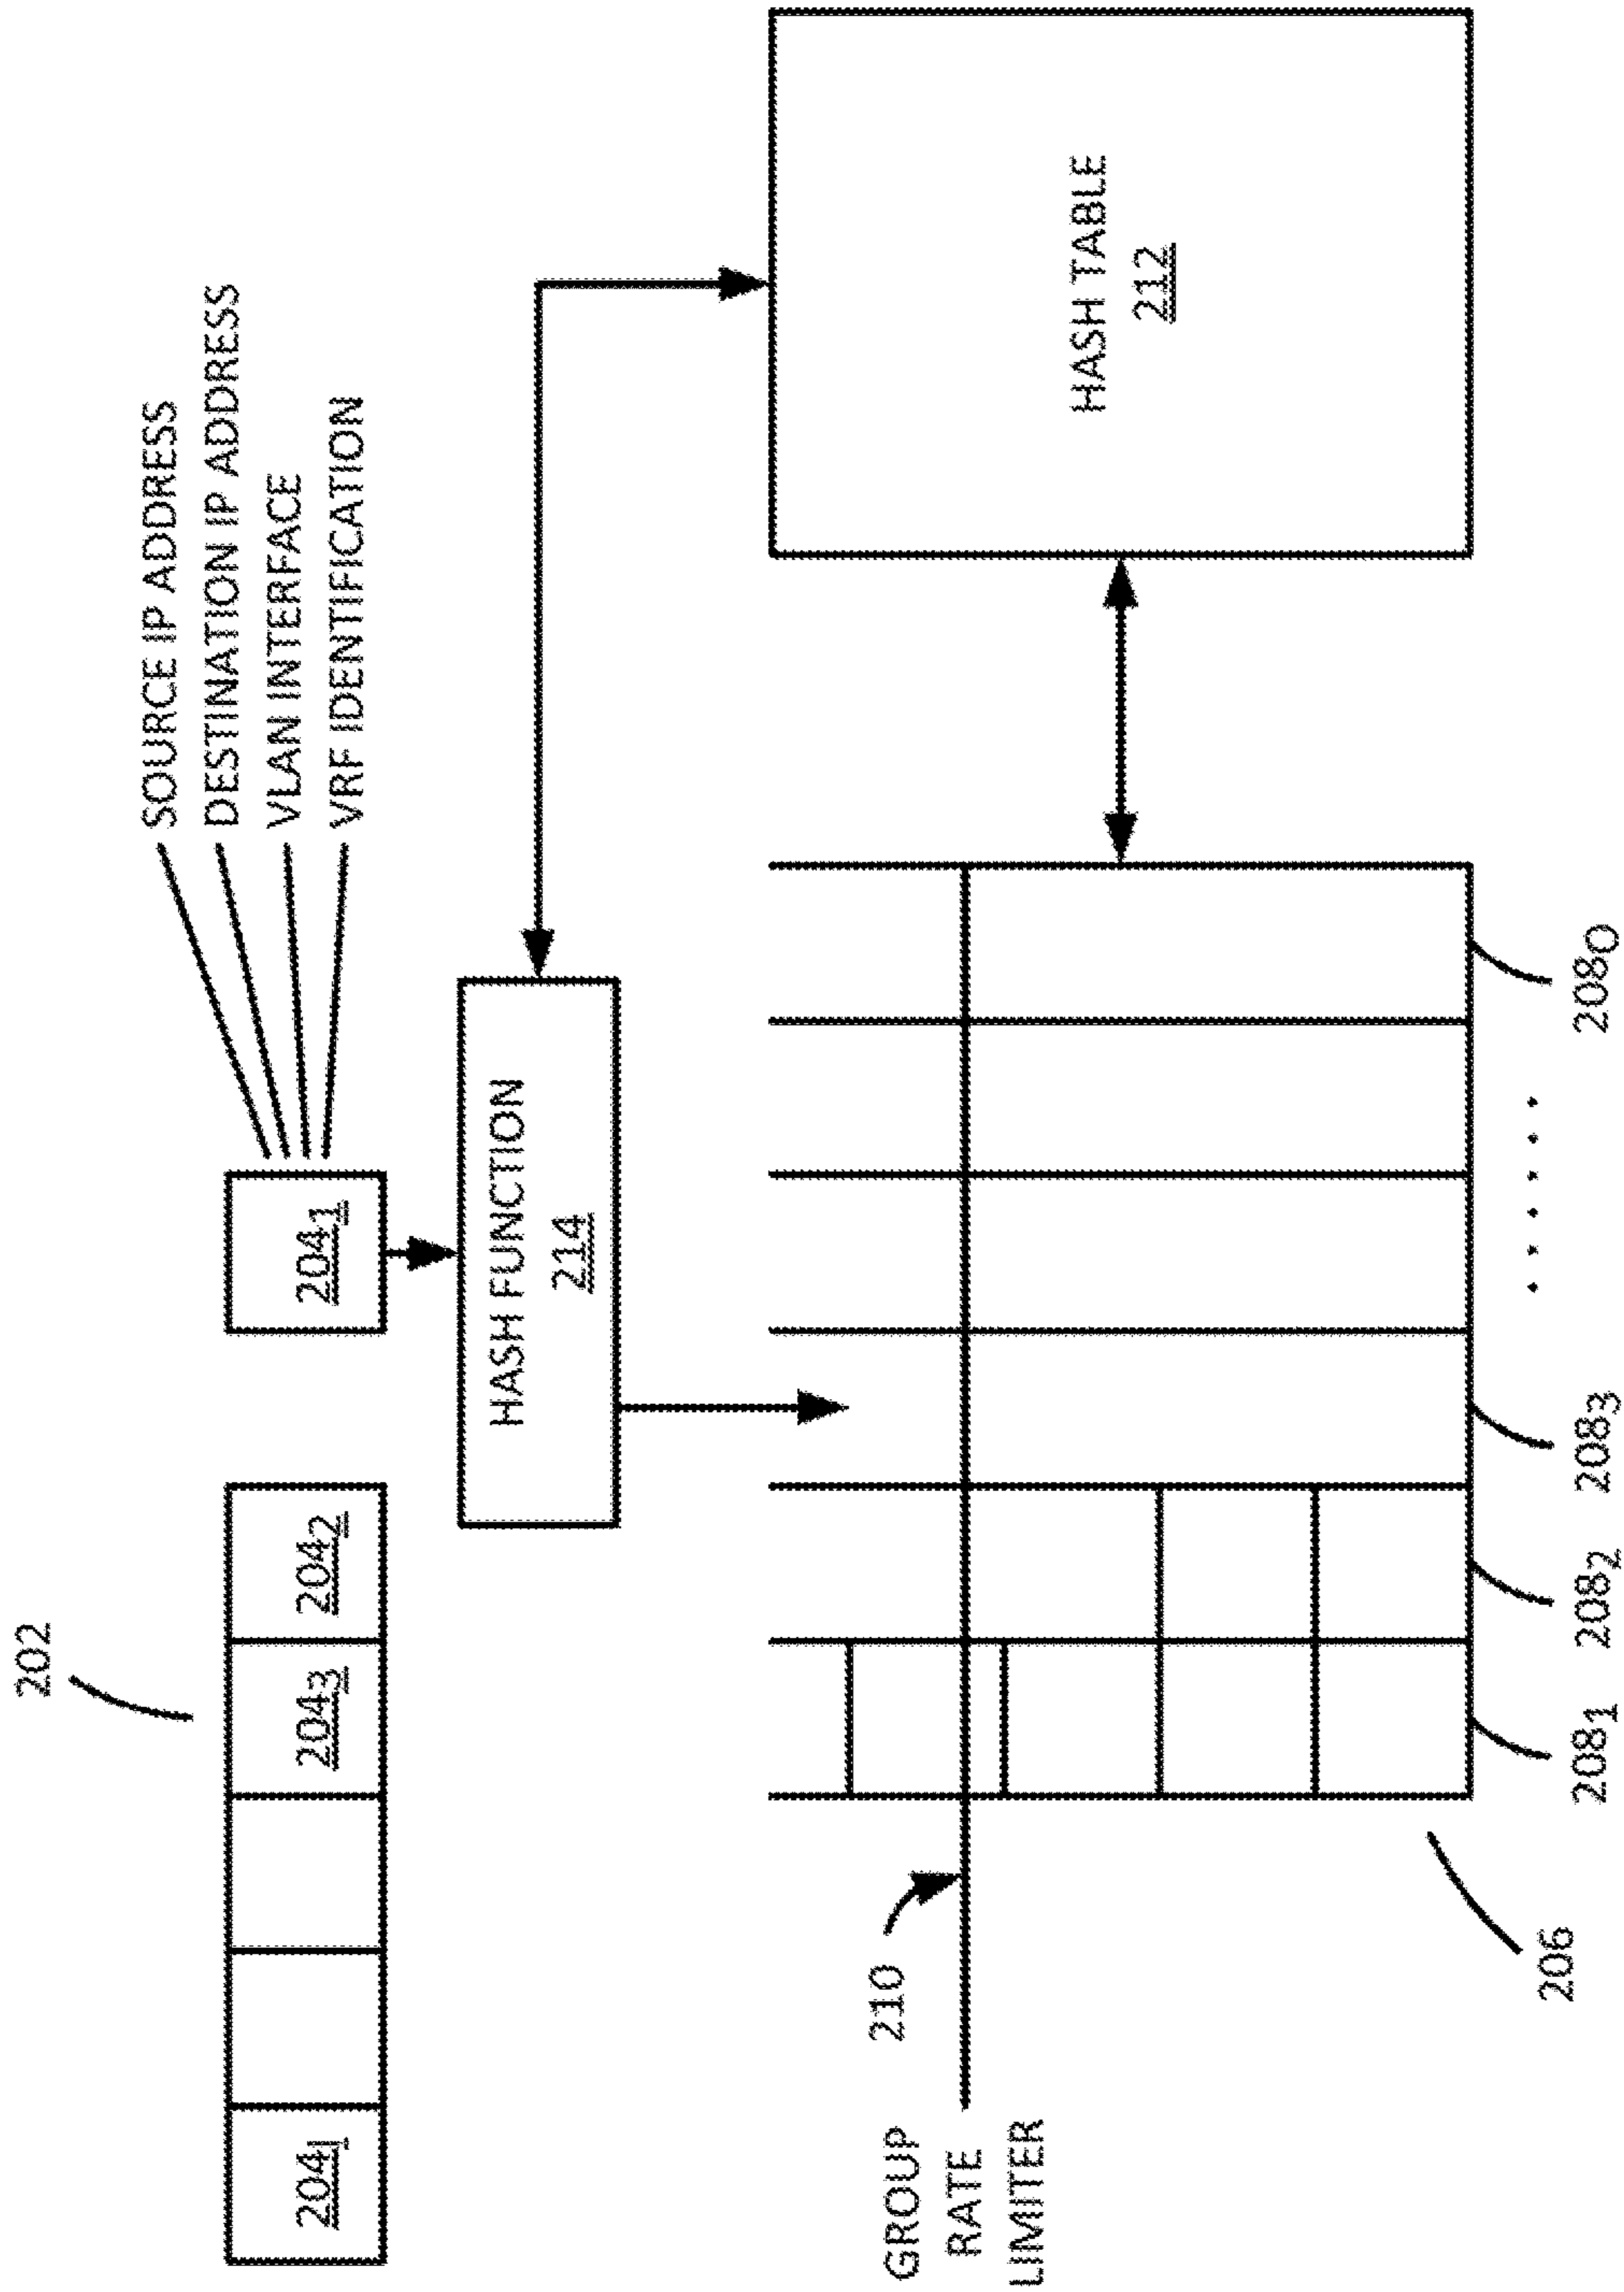 202
204I
204₃
204₂
204₁
SOURCE IP ADDRESS
DESTINATION IP ADDRESS
VLAN INTERFACE
VRF IDENTIFICATION
HASH FUNCTION
214
GROUP
RATE
LIMITER
210
HASH TABLE
212
206
208₁
208₂
208₃
......
208O